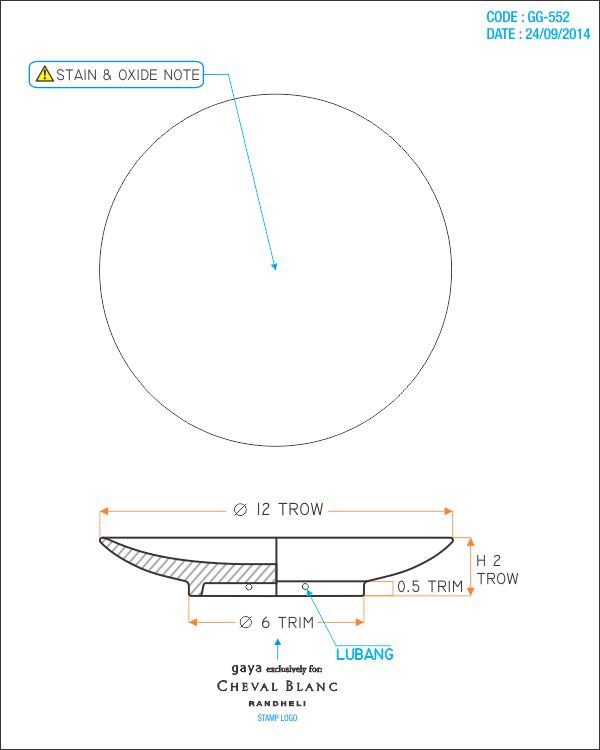 CODE : GG-552
DATE : 24/09/2014
STAIN & OXIDE NOTE
Ø 12 TROW
H 2
TROW
0.5 TRIM
Ø 6 TRIM
LUBANG
gaya exclusively for:
CHEVAL BLANC
RANDHELI
STAMP LOGO